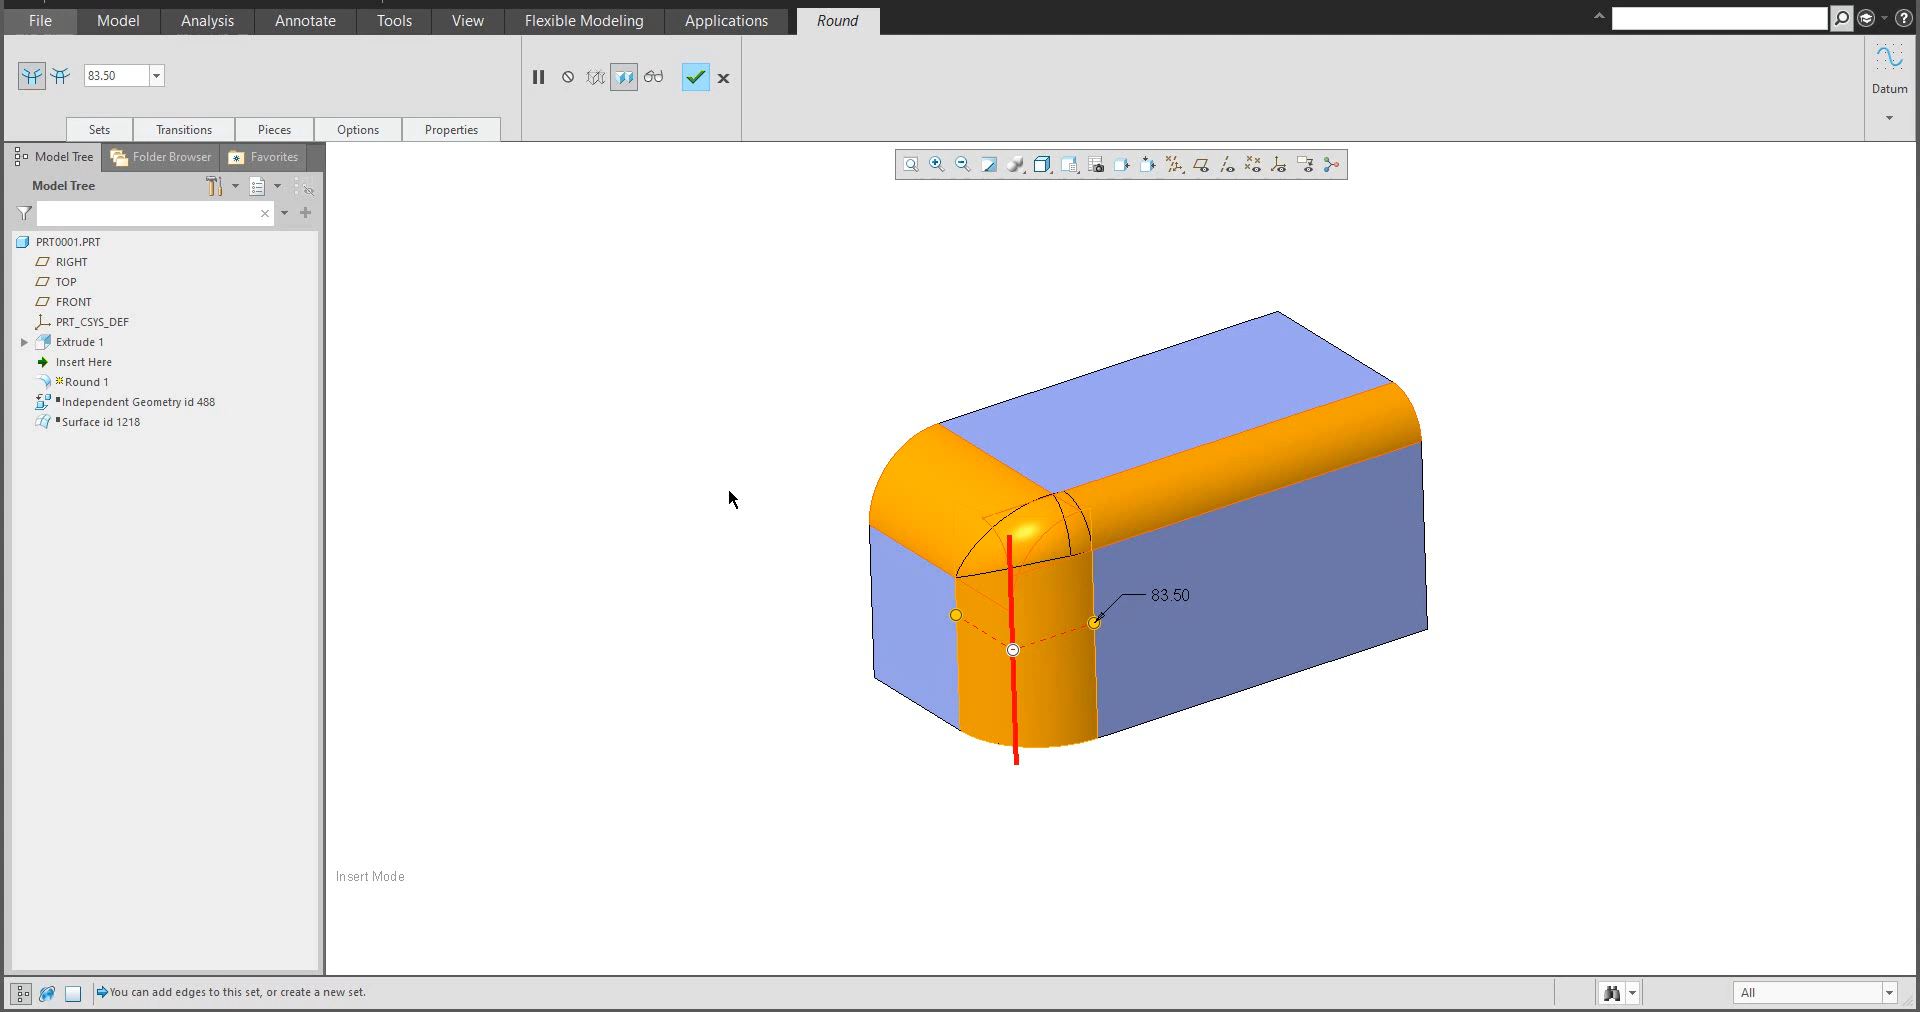 File Model Analysis Annotate Tools View Flexible Modeling Applications Round
83.50
Datum
Sets Transitions Pieces Options Properties
Model Tree Folder Browser Favorites
Model Tree
PRT0001.PRT
RIGHT
TOP
FRONT
PRT_CSYS_DEF
Extrude 1
Insert Here
Round 1
Independent Geometry id 488
Surface id 1218
83.50
Insert Mode
You can add edges to this set, or create a new set.
All